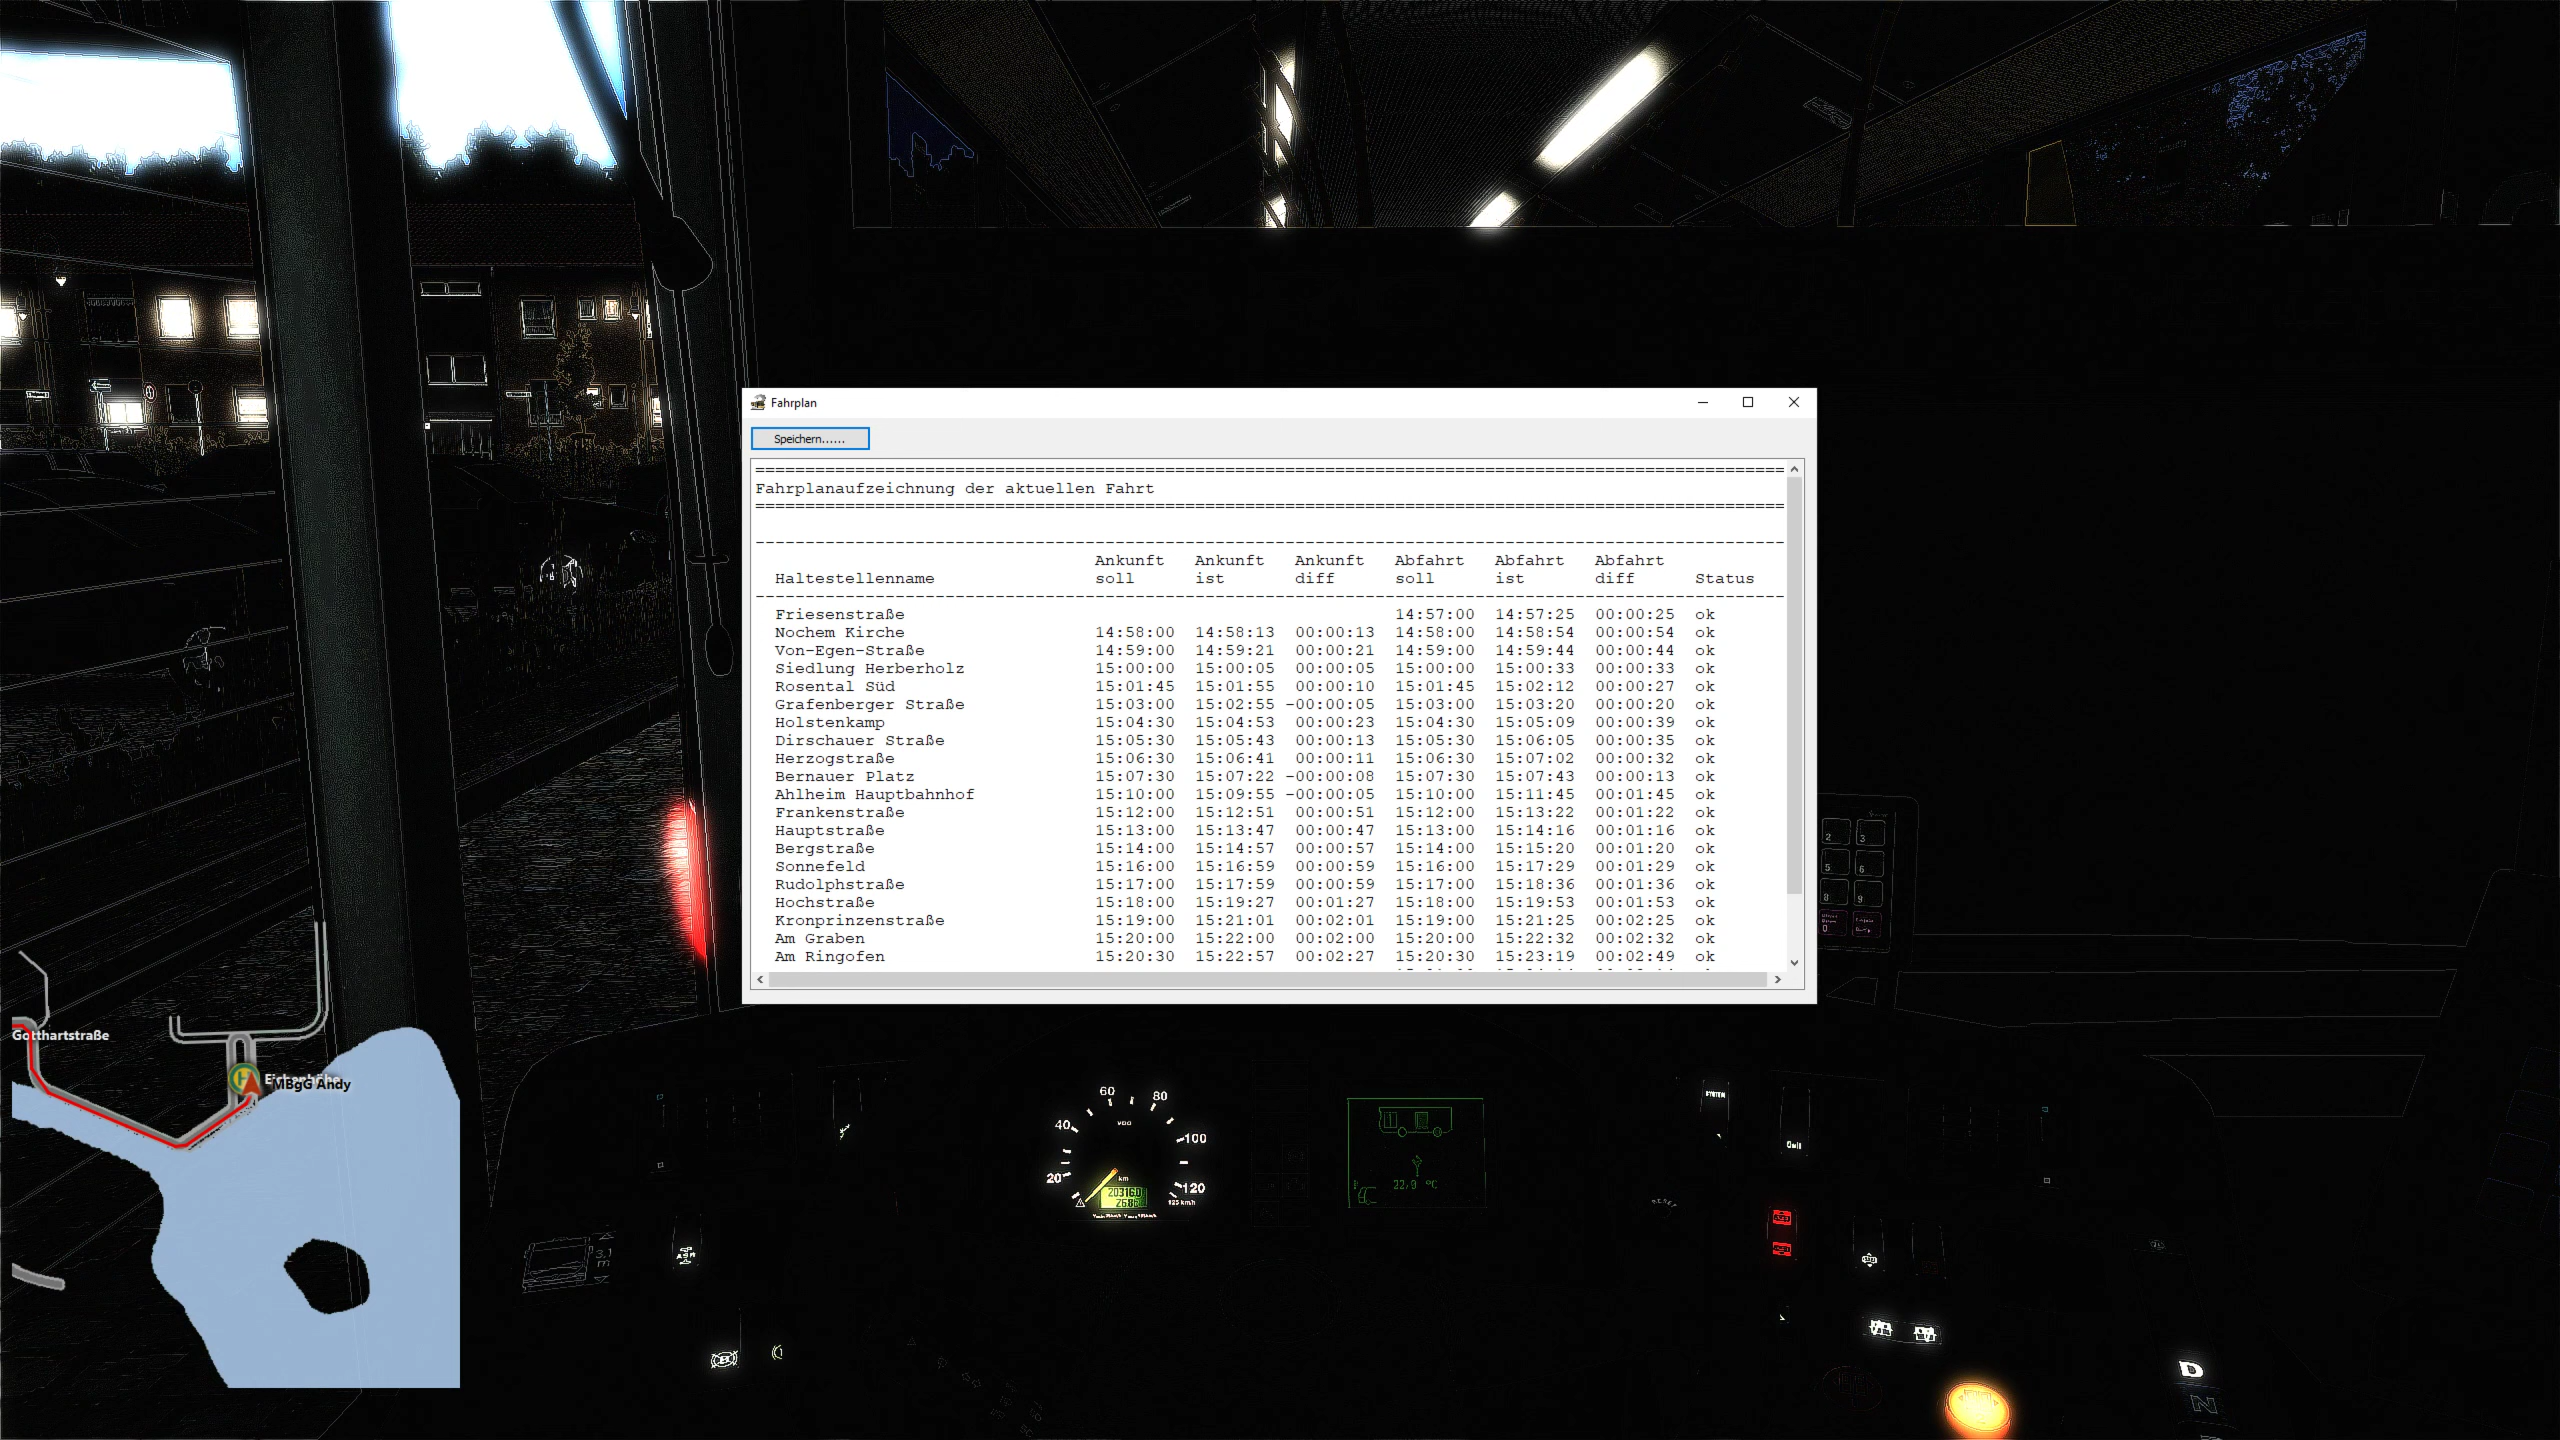 Fahrplan
Speichern......
====================================================================================================
Fahrplanaufzeichnung der aktuellen Fahrt
====================================================================================================
Ankunft Ankunft Ankunft Abfahrt Abfahrt Abfahrt
Haltestellenname soll ist diff soll ist diff Status
Friesenstraße 14:57:00 14:57:25 00:00:25 ok
Nochem Kirche 14:58:00 14:58:13 00:00:13 14:58:00 14:58:54 00:00:54 ok
Von-Egen-Straße 14:59:00 14:59:21 00:00:21 14:59:00 14:59:44 00:00:44 ok
Siedlung Herberholz 15:00:00 15:00:05 00:00:05 15:00:00 15:00:33 00:00:33 ok
Rosental Süd 15:01:45 15:01:55 00:00:10 15:01:45 15:02:12 00:00:27 ok
Grafenberger Straße 15:03:00 15:02:55 -00:00:05 15:03:00 15:03:20 00:00:20 ok
Holstenkamp 15:04:30 15:04:53 00:00:23 15:04:30 15:05:09 00:00:39 ok
Dirschauer Straße 15:05:30 15:05:43 00:00:13 15:05:30 15:06:05 00:00:35 ok
Herzogstraße 15:06:30 15:06:41 00:00:11 15:06:30 15:07:02 00:00:32 ok
Bernauer Platz 15:07:30 15:07:22 -00:00:08 15:07:30 15:07:43 00:00:13 ok
Ahlheim Hauptbahnhof 15:10:00 15:09:55 -00:00:05 15:10:00 15:11:45 00:01:45 ok
Frankenstraße 15:12:00 15:12:51 00:00:51 15:12:00 15:13:22 00:01:22 ok
Hauptstraße 15:13:00 15:13:47 00:00:47 15:13:00 15:14:16 00:01:16 ok
Bergstraße 15:14:00 15:14:57 00:00:57 15:14:00 15:15:20 00:01:20 ok
Sonnefeld 15:16:00 15:16:59 00:00:59 15:16:00 15:17:29 00:01:29 ok
Rudolphstraße 15:17:00 15:17:59 00:00:59 15:17:00 15:18:36 00:01:36 ok
Hochstraße 15:18:00 15:19:27 00:01:27 15:18:00 15:19:53 00:01:53 ok
Kronprinzenstraße 15:19:00 15:21:01 00:02:01 15:19:00 15:21:25 00:02:25 ok
Am Graben 15:20:00 15:22:00 00:02:00 15:20:00 15:22:32 00:02:32 ok
Am Ringofen 15:20:30 15:22:57 00:02:27 15:20:30 15:23:19 00:02:49 ok
2 3
5 6
8 9
0
Gotthartstraße
MBgG Andy
60 80
40 VDO 100
20 km 120
125 km/h
22,9 °C
SYSTEM
RESET
D
N